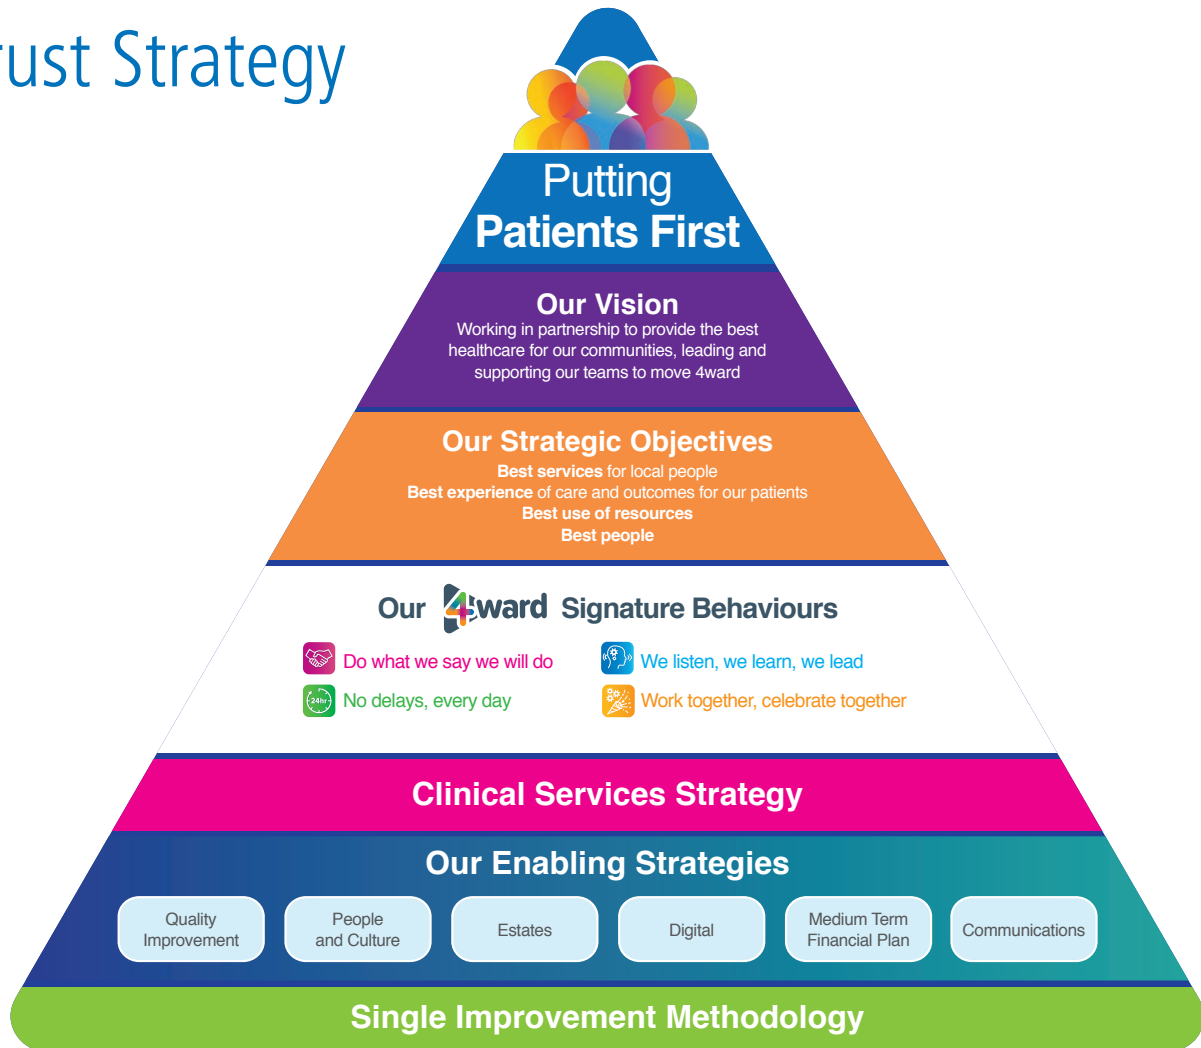 rust Strategy
Putting
Patients First
Our Vision
Working in partnership to provide the best
healthcare for our communities, leading and
supporting our teams to move 4ward
Our Strategic Objectives
Best services for local people
Best experience of care and outcomes for our patients
Best use of resources
Best people
Our 4ward Signature Behaviours
Do what we say we will do
We listen, we learn, we lead
24hr
No delays, every day
Work together, celebrate together
Clinical Services Strategy
Our Enabling Strategies
Quality
Improvement
People
and Culture
Estates
Digital
Medium Term
Financial Plan
Communications
Single Improvement Methodology